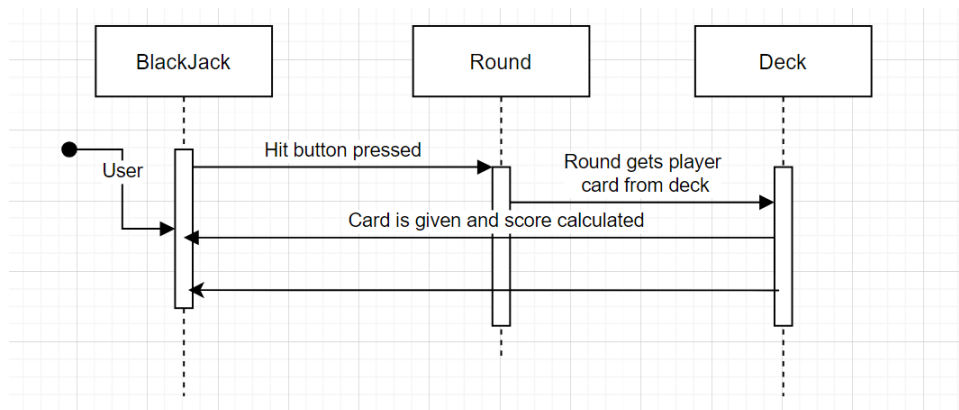 BlackJack
Round
Deck
User
Hit button pressed
Round gets player
card from deck
Card is given and score calculated